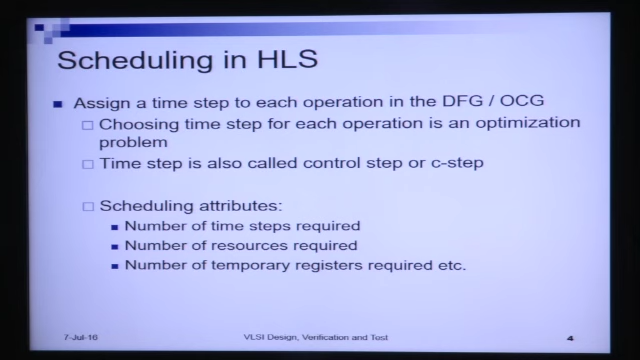 Scheduling in HLS
Assign a time step to each operation in the DFG / OCG
Choosing time step for each operation is an optimization
problem
Time step is also called control step or c-step
Scheduling attributes:
Number of time steps required
Number of resources required
Number of temporary registers required etc.
7-Jul-16
VLSI Design, Verification and Test
4